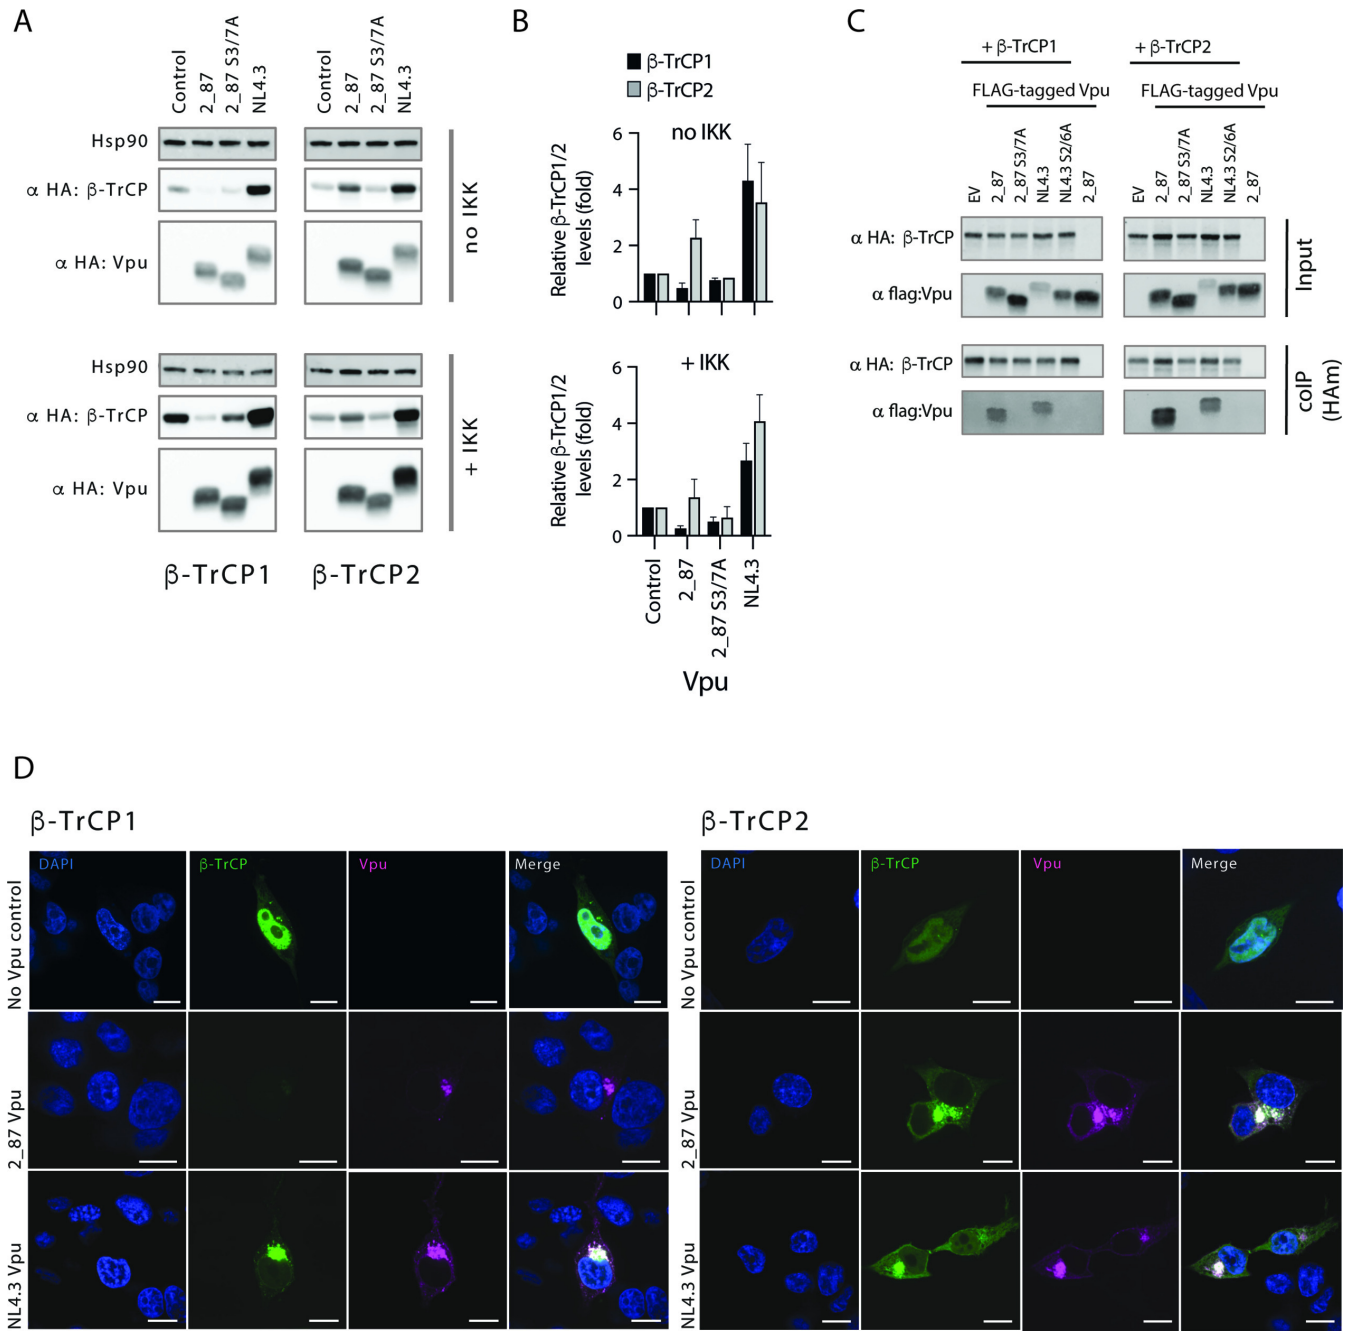 A
Control
2_87
2_87 S3/7A
NL4.3
Control
2_87
2_87 S3/7A
NL4.3
Hsp90
α HA: β-TrCP
α HA: Vpu
no IKK
Hsp90
α HA: β-TrCP
α HA: Vpu
+ IKK
β-TrCP1
β-TrCP2
B
β-TrCP1
β-TrCP2
no IKK
Relative β-TrCP1/2
levels (fold)
6
4
2
0
+ IKK
Relative β-TrCP1/2
levels (fold)
6
4
2
0
Control
2_87
2_87 S3/7A
NL4.3
Vpu
C
+ β-TrCP1
+ β-TrCP2
FLAG-tagged Vpu
FLAG-tagged Vpu
EV
2_87
2_87 S3/7A
NL4.3
NL4.3 S2/6A
2_87
EV
2_87
2_87 S3/7A
NL4.3
NL4.3 S2/6A
2_87
α HA: β-TrCP
α flag:Vpu
Input
α HA: β-TrCP
α flag:Vpu
coIP
(HAm)
D
β-TrCP1
DAPI
β-TrCP
Vpu
Merge
No Vpu control
2_87 Vpu
NL4.3 Vpu
β-TrCP2
DAPI
β-TrCP
Vpu
Merge
No Vpu control
2_87 Vpu
NL4.3 Vpu